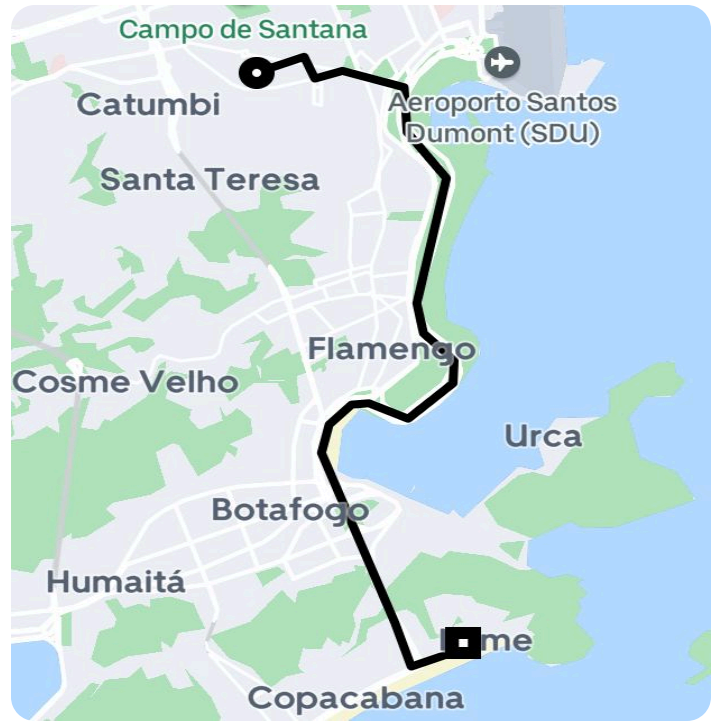 Campo de Santana
Catumbi
Aeroporto Santos
Dumont (SDU)
Santa Teresa
Flamengo
Cosme Velho
Urca
Botafogo
Humaitá
Copacabana